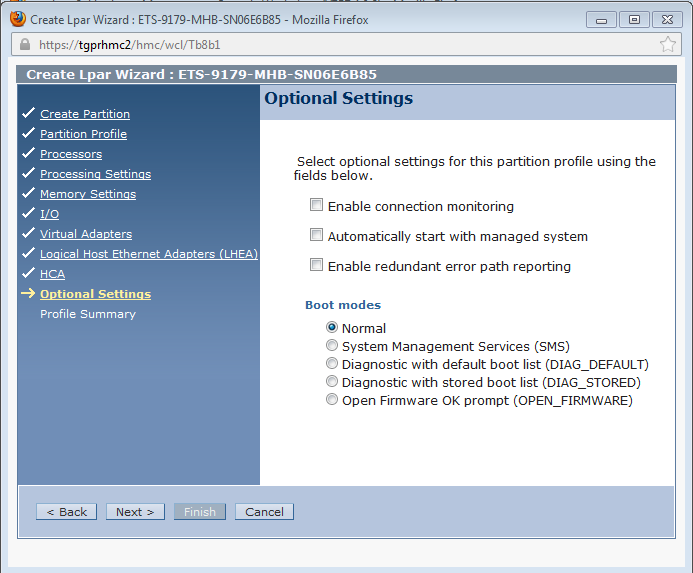 Create Lpar Wizard : ETS-9179-MHB-SN06E6B85 - Mozilla Firefox
https://tgprhmc2/hmc/wcl/Tb8b1
Create Lpar Wizard : ETS-9179-MHB-SN06E6B85
Create Partition
Partition Profile
Processors
Processing Settings
Memory Settings
I/O
Virtual Adapters
Logical Host Ethernet Adapters (LHEA)
HCA
Optional Settings
Profile Summary
Optional Settings
Select optional settings for this partition profile using the
fields below.
Enable connection monitoring
Automatically start with managed system
Enable redundant error path reporting
Boot modes
Normal
System Management Services (SMS)
Diagnostic with default boot list (DIAG_DEFAULT)
Diagnostic with stored boot list (DIAG_STORED)
Open Firmware OK prompt (OPEN_FIRMWARE)
< Back
Next >
Finish
Cancel